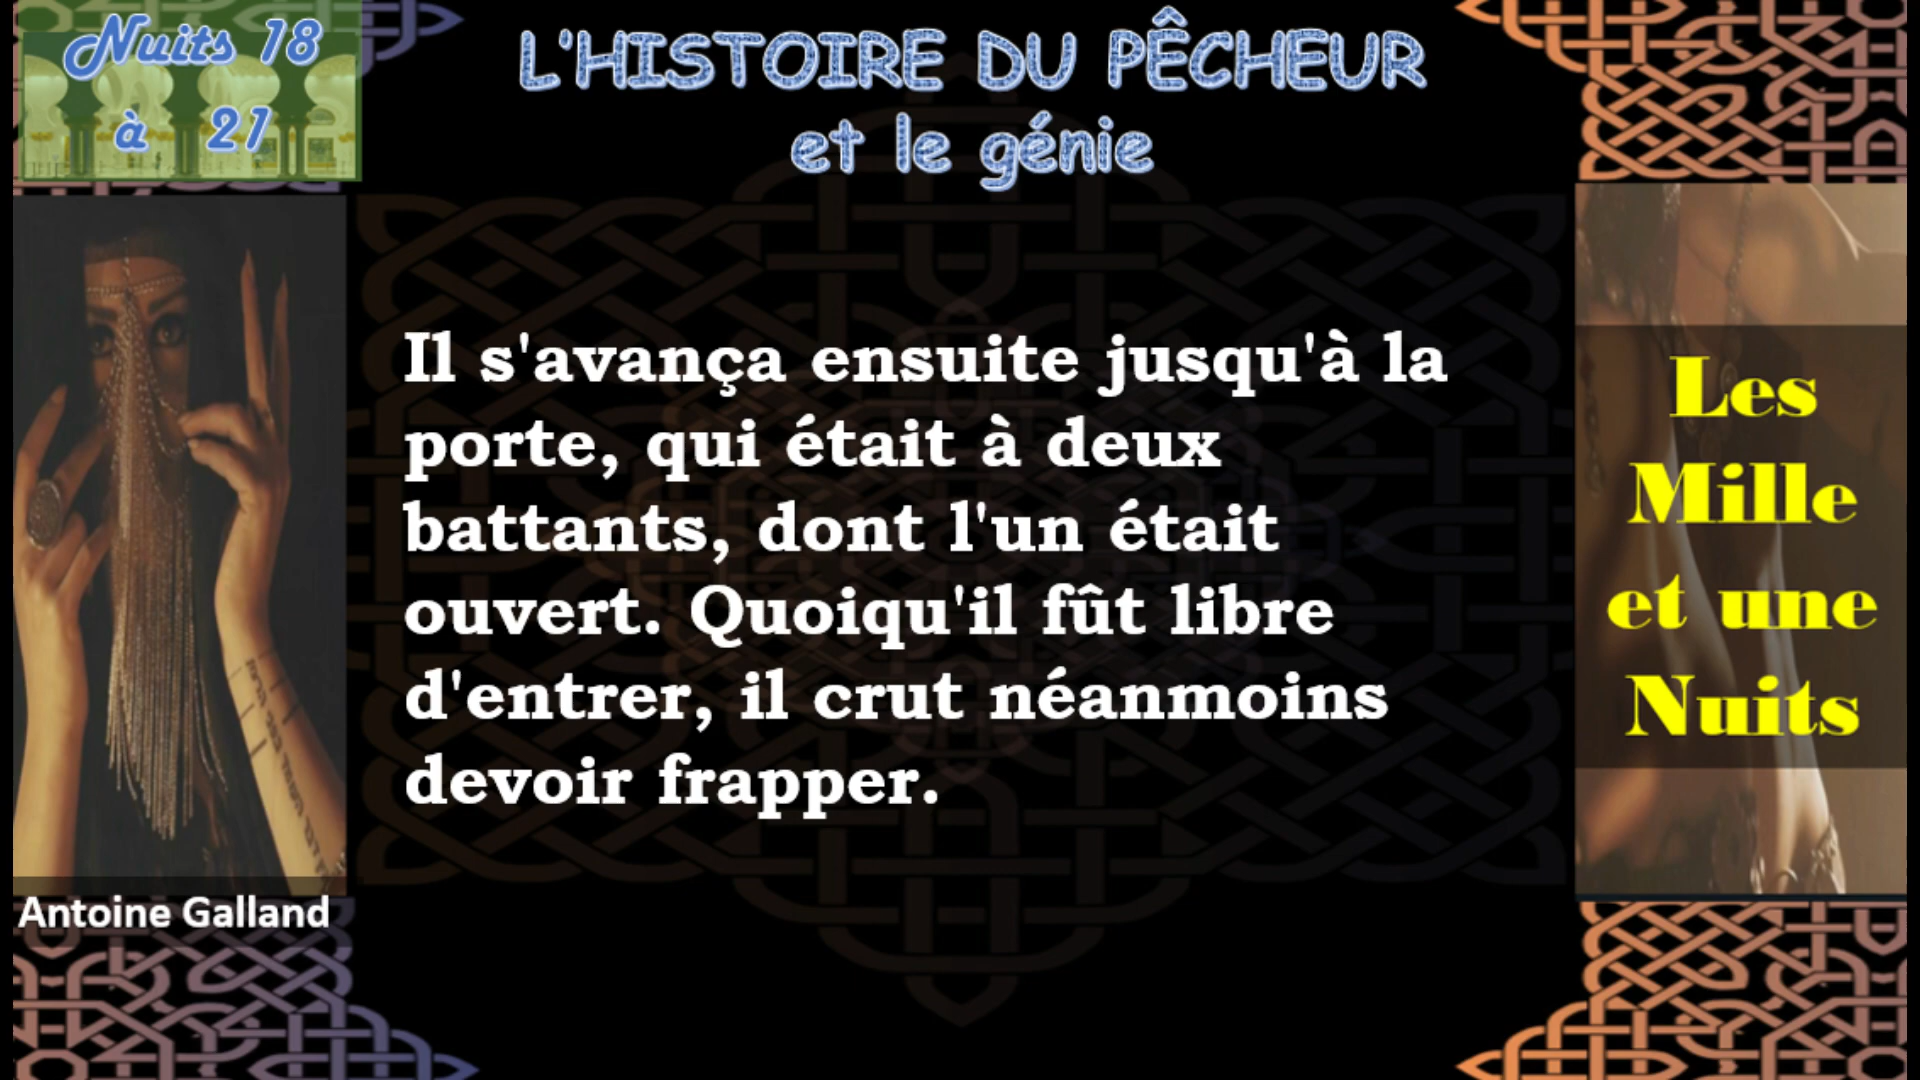 Nuits 18
à 21
L'HISTOIRE DU PÊCHEUR
et le génie
Il s'avança ensuite jusqu'à la
porte, qui était à deux
battants, dont l'un était
ouvert. Quoiqu'il fût libre
d'entrer, il crut néanmoins
devoir frapper.
Les
Mille
et une
Nuits
Antoine Galland